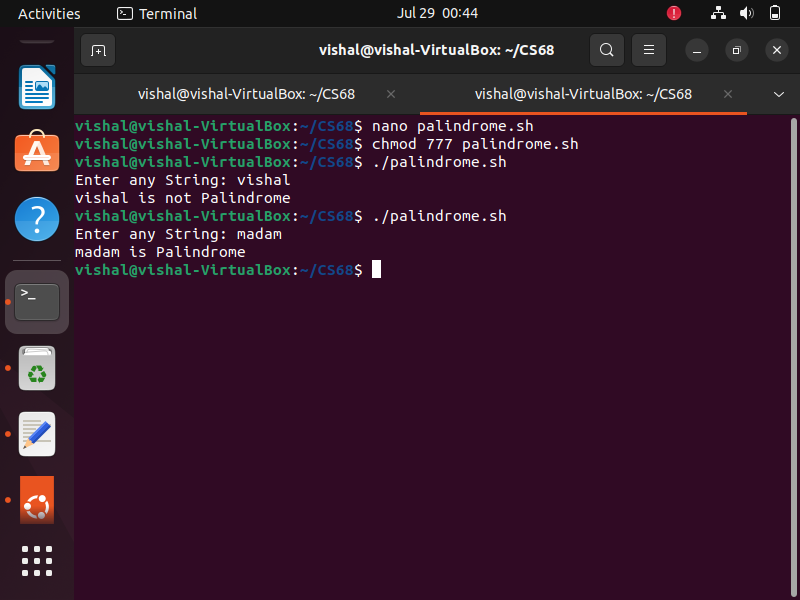 Activities Terminal Jul 29 00:44
vishal@vishal-VirtualBox: ~/CS68
vishal@vishal-VirtualBox: ~/CS68 vishal@vishal-VirtualBox: ~/CS68
vishal@vishal-VirtualBox:~/CS68$ nano palindrome.sh
vishal@vishal-VirtualBox:~/CS68$ chmod 777 palindrome.sh
vishal@vishal-VirtualBox:~/CS68$ ./palindrome.sh
Enter any String: vishal
vishal is not Palindrome
vishal@vishal-VirtualBox:~/CS68$ ./palindrome.sh
Enter any String: madam
madam is Palindrome
vishal@vishal-VirtualBox:~/CS68$